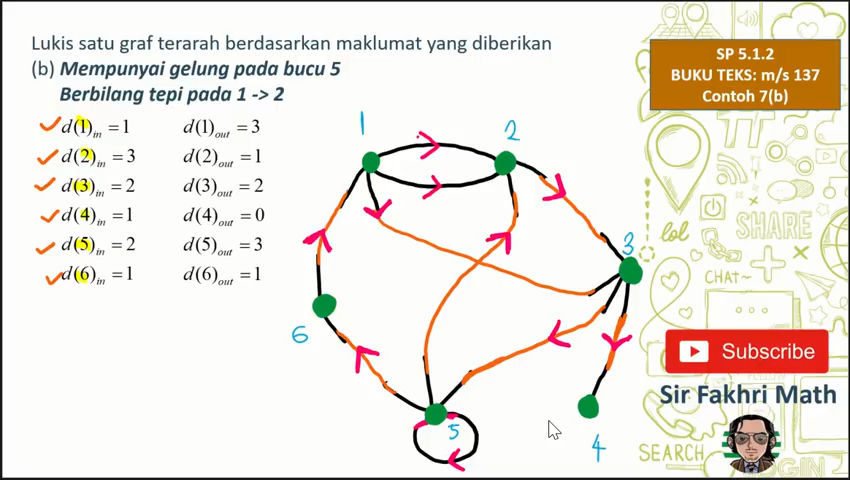 Lukis satu graf terarah berdasarkan maklumat yang diberikan
(b) Mempunyai gelung pada bucu 5
Berbilang tepi pada 1 -> 2
d(1)in = 1 d(1)out = 3
d(2)in = 3 d(2)out = 1
d(3)in = 2 d(3)out = 2
d(4)in = 1 d(4)out = 0
d(5)in = 2 d(5)out = 3
d(6)in = 1 d(6)out = 1
1
2
3
6
5
4
SP 5.1.2
BUKU TEKS: m/s 137
Contoh 7(b)
lol
SHARE
CHAT~
Subscribe
Sir Fakhri Math
SEARCH